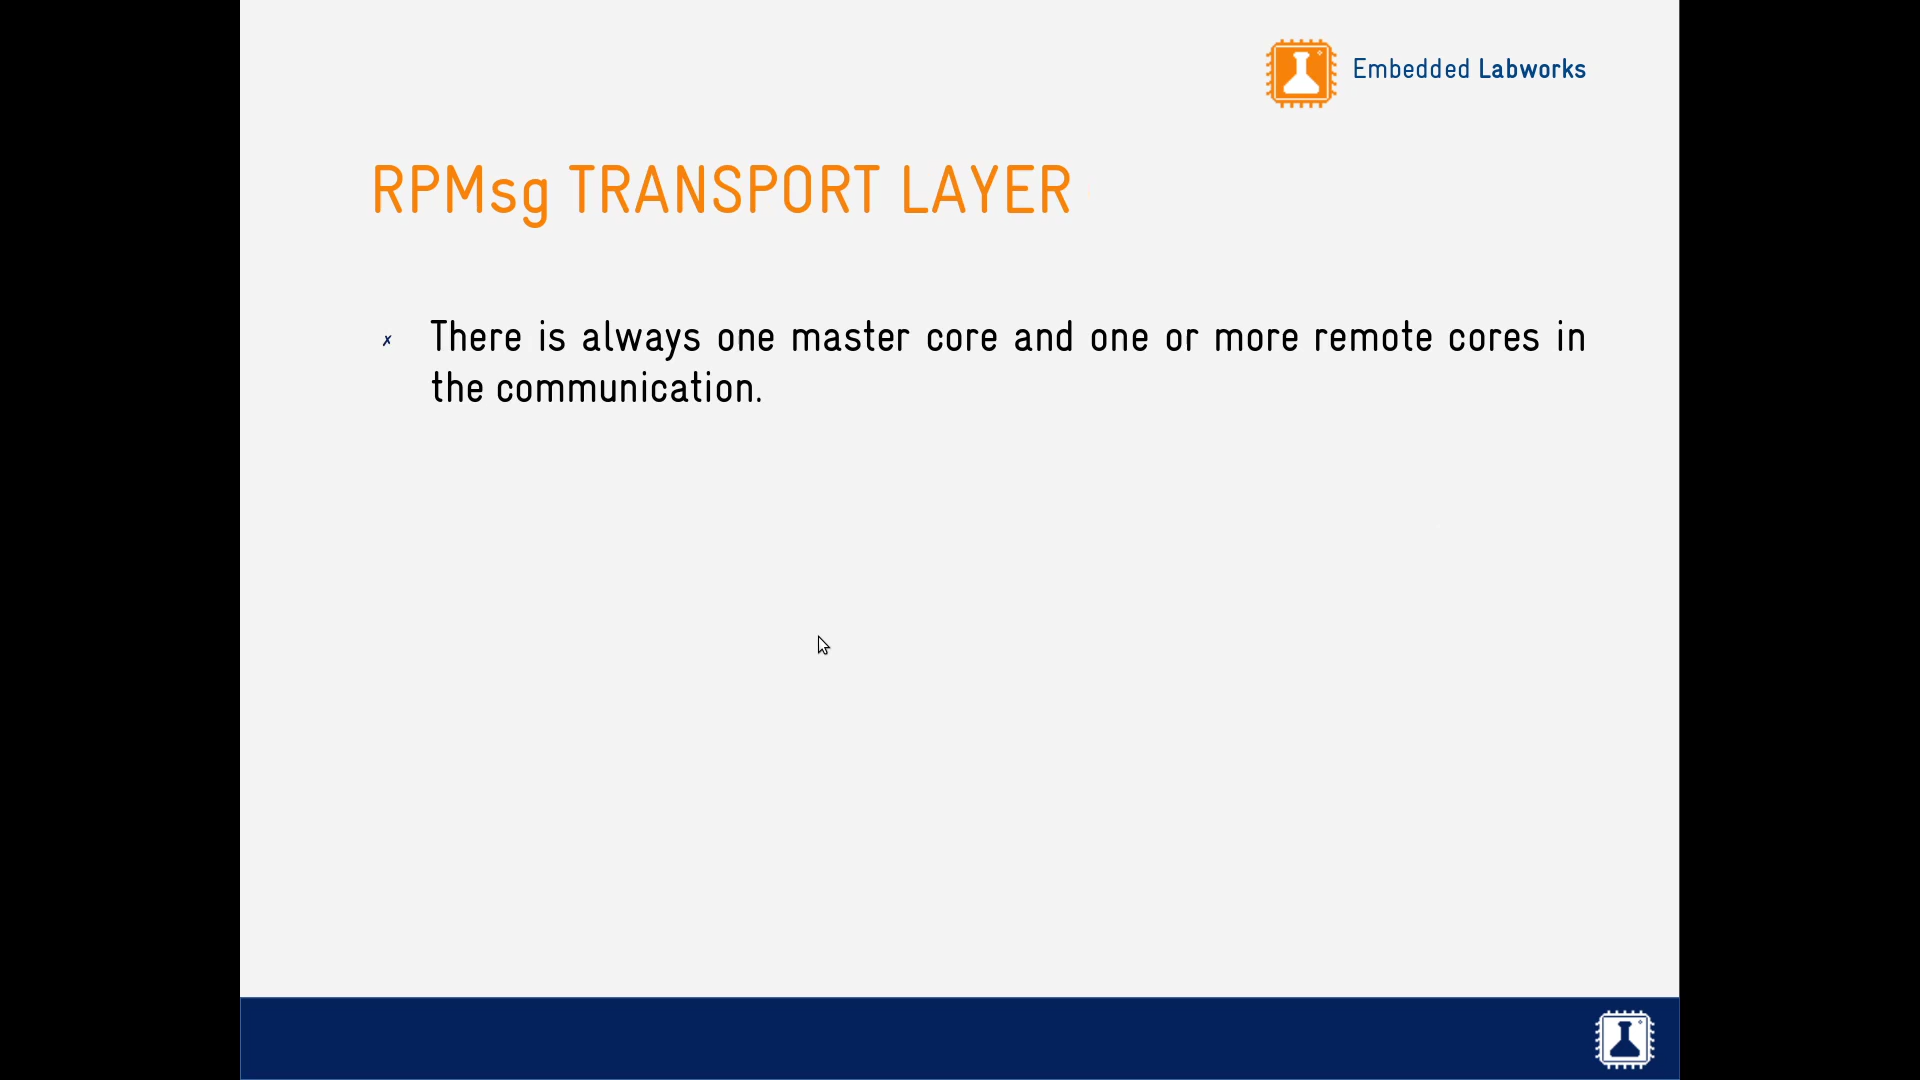 Embedded Labworks
RPMsg TRANSPORT LAYER
✗ There is always one master core and one or more remote cores in
the communication.